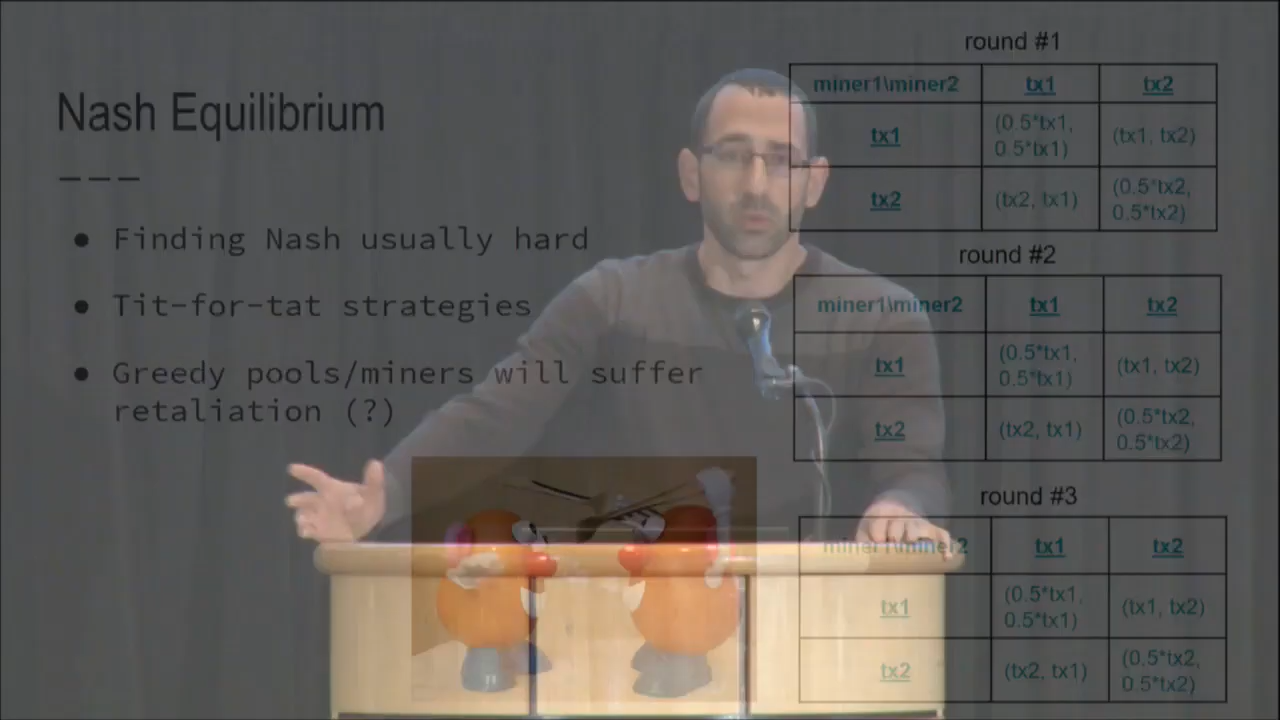 Nash Equilibrium
– – –
● Finding Nash usually hard
● Tit-for-tat strategies
● Greedy pools/miners will suffer
retaliation (?)
round #1
miner1\miner2 tx1 tx2
tx1 (0.5*tx1, 0.5*tx1) (tx1, tx2)
tx2 (tx2, tx1) (0.5*tx2, 0.5*tx2)
round #2
miner1\miner2 tx1 tx2
tx1 (0.5*tx1, 0.5*tx1) (tx1, tx2)
tx2 (tx2, tx1) (0.5*tx2, 0.5*tx2)
round #3
miner1\miner2 tx1 tx2
tx1 (0.5*tx1, 0.5*tx1) (tx1, tx2)
tx2 (tx2, tx1) (0.5*tx2, 0.5*tx2)